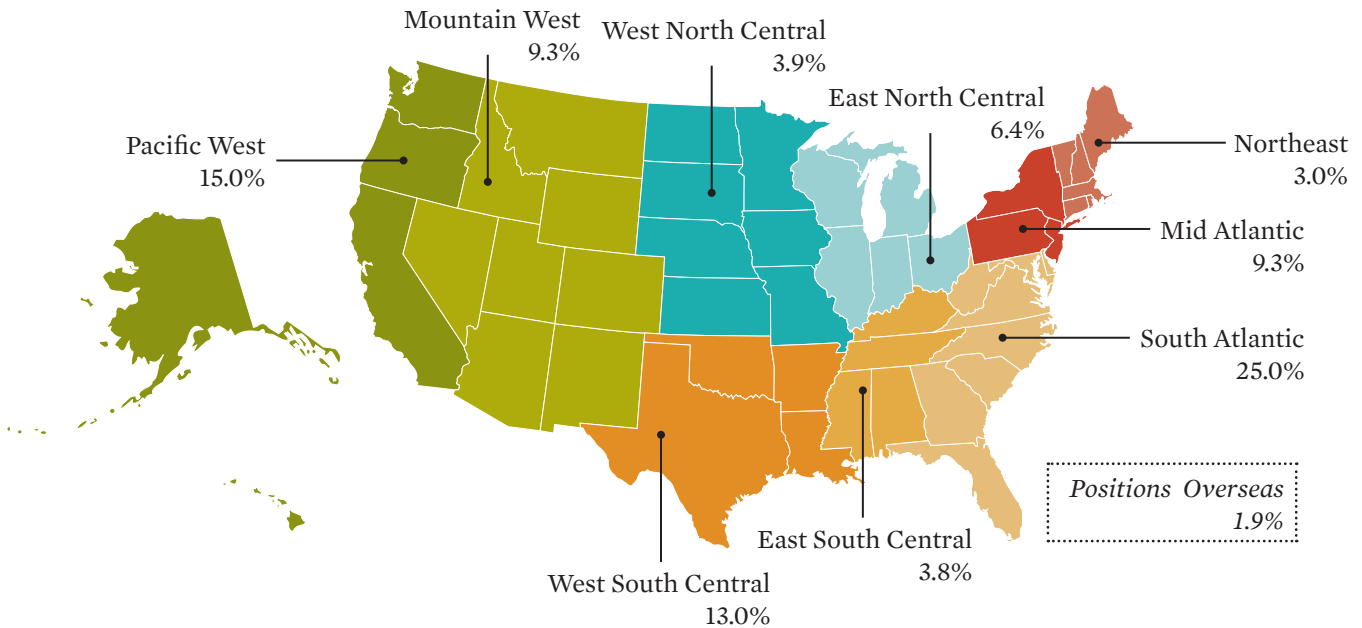 Mountain West
9.3%
West North Central
3.9%
East North Central
6.4%
Pacific West
15.0%
Northeast
3.0%
Mid Atlantic
9.3%
South Atlantic
25.0%
Positions Overseas
1.9%
East South Central
3.8%
West South Central
13.0%